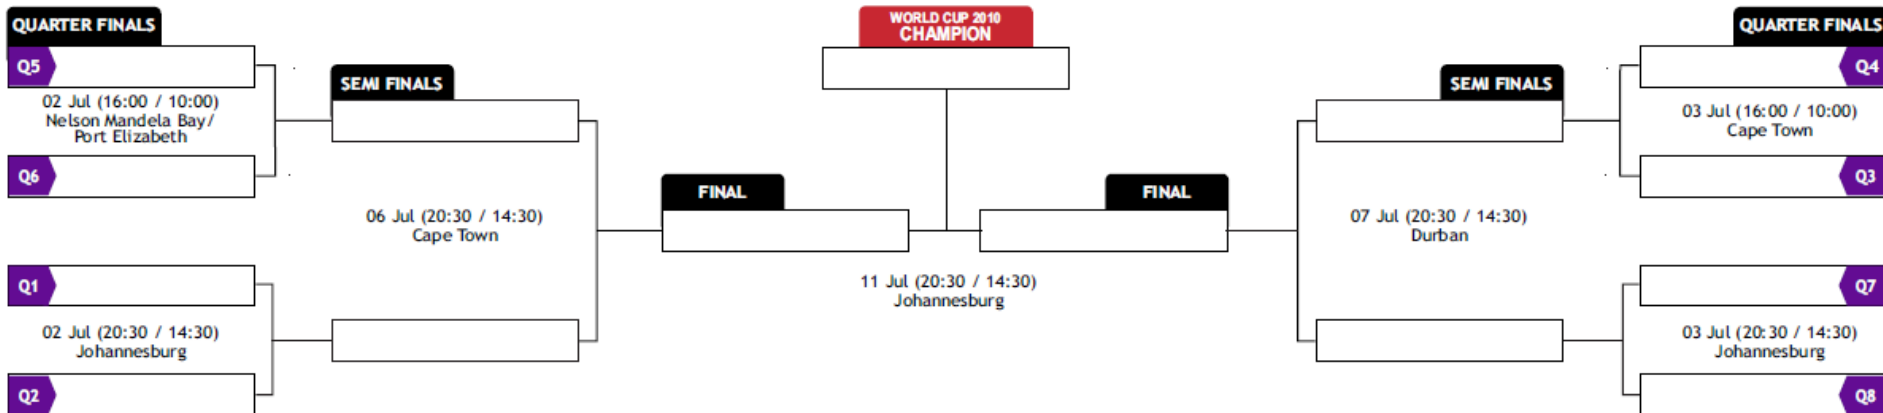 QUARTER FINALS
Q5
02 Jul (16:00 / 10:00)
Nelson Mandela Bay/
Port Elizabeth
Q6
Q1
02 Jul (20:30 / 14:30)
Johannesburg
Q2
SEMI FINALS
06 Jul (20:30 / 14:30)
Cape Town
FINAL
WORLD CUP 2010
CHAMPION
11 Jul (20:30 / 14:30)
Johannesburg
FINAL
SEMI FINALS
07 Jul (20:30 / 14:30)
Durban
QUARTER FINALS
Q4
03 Jul (16:00 / 10:00)
Cape Town
Q3
Q7
03 Jul (20:30 / 14:30)
Johannesburg
Q8